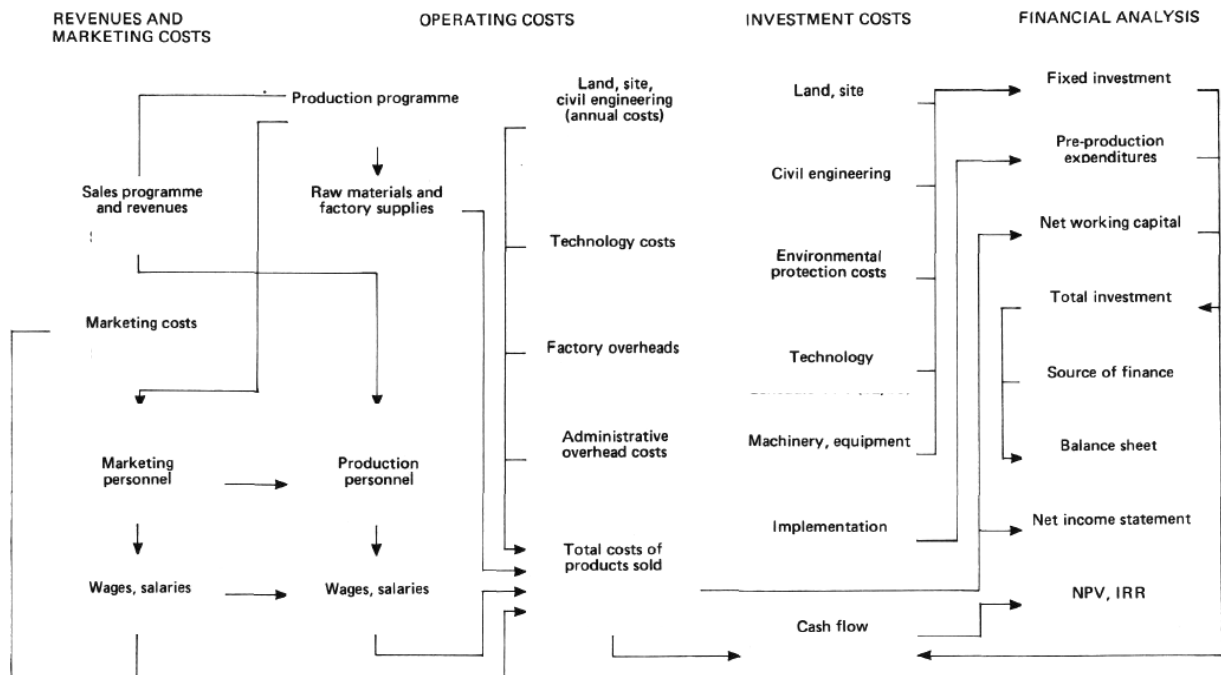 REVENUES AND
MARKETING COSTS
OPERATING COSTS
INVESTMENT COSTS
FINANCIAL ANALYSIS
Production programme
Sales programme
and revenues
Raw materials and
factory supplies
Marketing costs
Marketing
personnel
Production
personnel
Wages, salaries
Wages, salaries
Land, site,
civil engineering
(annual costs)
Technology costs
Factory overheads
Administrative
overhead costs
Total costs of
products sold
Land, site
Civil engineering
Environmental
protection costs
Technology
Machinery, equipment
Implementation
Cash flow
Fixed investment
Pre-production
expenditures
Net working capital
Total investment
Source of finance
Balance sheet
Net income statement
NPV, IRR